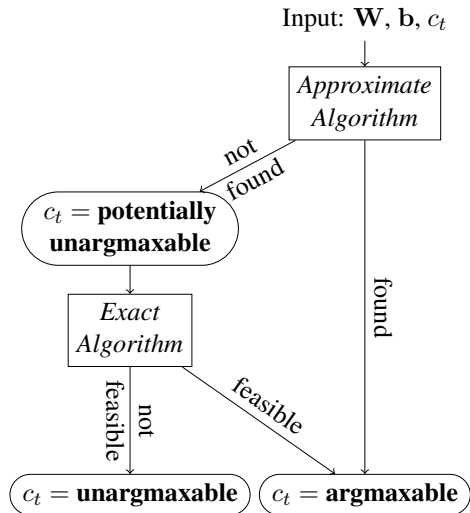 Input: W, b, c_t
Approximate
Algorithm
not
found
c_t = potentially
unargmaxable
found
Exact
Algorithm
not
feasible
feasible
c_t = unargmaxable
c_t = argmaxable